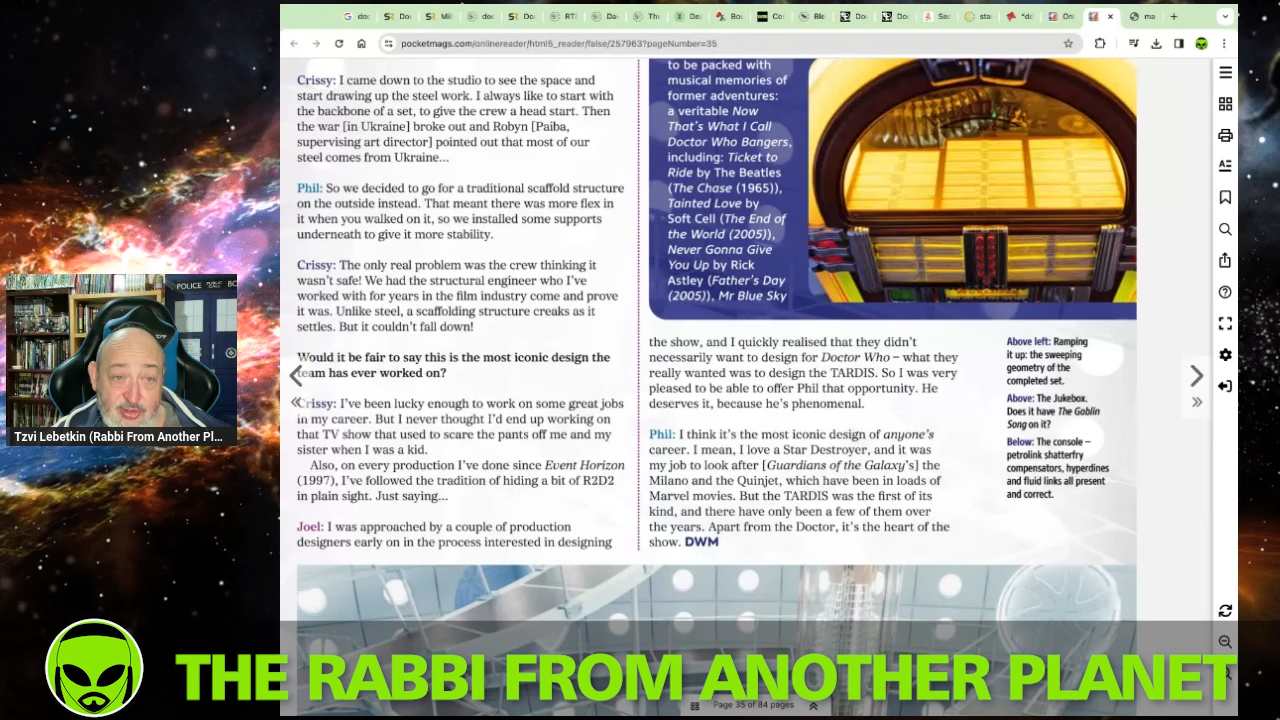 doc
Do
Mil
doc
Do
RT
Da
Th
De
Bo
Co
Ble
Do
Do
Sec
sta
"do
On
ma
pocketmags.com/onlinereader/html5_reader/false/257963?pageNumber=35
Crissy: I came down to the studio to see the space and
start drawing up the steel work. I always like to start with
the backbone of a set, to give the crew a head start. Then
the war [in Ukraine] broke out and Robyn [Paiba,
supervising art director] pointed out that most of our
steel comes from Ukraine...
Phil: So we decided to go for a traditional scaffold structure
on the outside instead. That meant there was more flex in
it when you walked on it, so we installed some supports
underneath to give it more stability.
Crissy: The only real problem was the crew thinking it
wasn't safe! We had the structural engineer who I've
worked with for years in the film industry come and prove
it was. Unlike steel, a scaffolding structure creaks as it
settles. But it couldn't fall down!
Would it be fair to say this is the most iconic design the
team has ever worked on?
Crissy: I've been lucky enough to work on some great jobs
in my career. But I never thought I'd end up working on
that TV show that used to scare the pants off me and my
sister when I was a kid.
Also, on every production I've done since Event Horizon
(1997), I've followed the tradition of hiding a bit of R2D2
in plain sight. Just saying...
Joel: I was approached by a couple of production
designers early on in the process interested in designing
to be packed with
musical memories of
former adventures:
a veritable Now
That's What I Call
Doctor Who Bangers,
including: Ticket to
Ride by The Beatles
(The Chase (1965)),
Tainted Love by
Soft Cell (The End of
the World (2005)),
Never Gonna Give
You Up by Rick
Astley (Father's Day
(2005)), Mr Blue Sky
the show, and I quickly realised that they didn't
necessarily want to design for Doctor Who – what they
really wanted was to design the TARDIS. So I was very
pleased to be able to offer Phil that opportunity. He
deserves it, because he's phenomenal.
Phil: I think it's the most iconic design of anyone's
career. I mean, I love a Star Destroyer, and it was
my job to look after [Guardians of the Galaxy's] the
Milano and the Quinjet, which have been in loads of
Marvel movies. But the TARDIS was the first of its
kind, and there have only been a few of them over
the years. Apart from the Doctor, it's the heart of the
show. DWM
Above left: Ramping
it up: the sweeping
geometry of the
completed set.
Above: The Jukebox.
Does it have The Goblin
Song on it?
Below: The console –
petrolink shatterfry
compensators, hyperdines
and fluid links all present
and correct.
Page 35 of 84 pages
POLICE PUBLIC CALL BO
Tzvi Lebetkin (Rabbi From Another Pl...
THE RABBI FROM ANOTHER PLANET